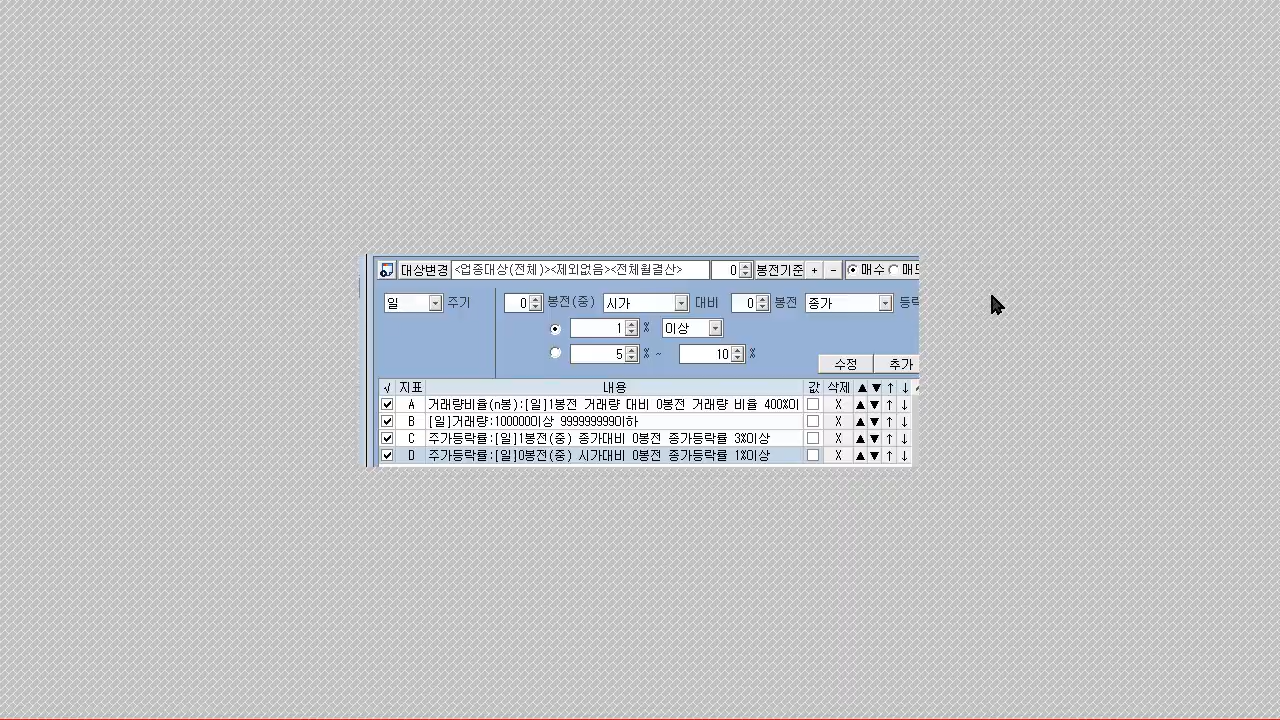 대상변경 <업종대상(전체)><제외없음><전체월결산> 0 봉전기준 + - 매수
일 주기 0 봉전(중) 시가 대비 0 봉전 종가
1 % 이상
5 % ~ 10 %
수정 추가
√ 지표 내용 값 삭제 ▲ ▼ ↑ ↓
A 거래량비율(n봉):[일]1봉전 거래량 대비 0봉전 거래량 비율 400%이 X ▲ ▼ ↑ ↓
B [일]거래량:1000000이상 999999999이하 X ▲ ▼ ↑ ↓
C 주가등락률:[일]1봉전(중) 종가대비 0봉전 종가등락률 3%이상 X ▲ ▼ ↑ ↓
D 주가등락률:[일]0봉전(중) 시가대비 0봉전 종가등락률 1%이상 X ▲ ▼ ↑ ↓